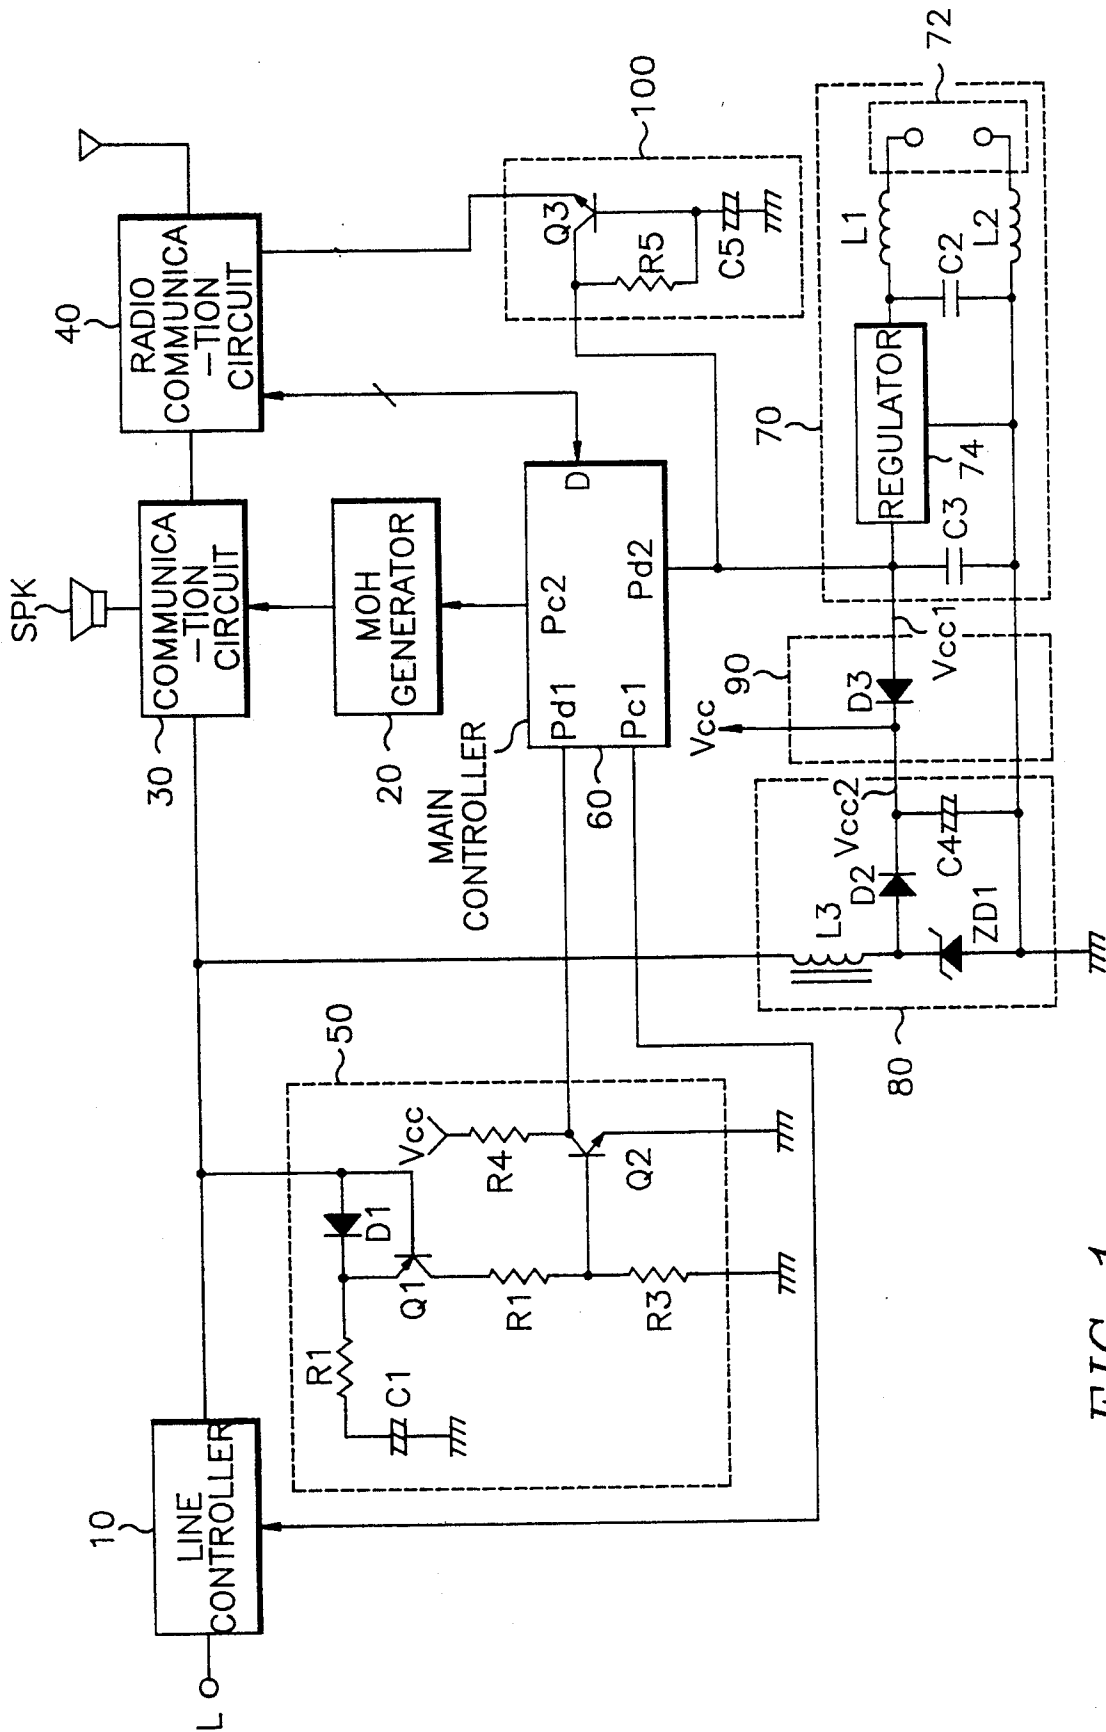 L
10
LINE
CONTROLLER
SPK
30
COMMUNICA
-TION
CIRCUIT
40
RADIO
COMMUNICA
-TION
CIRCUIT
20
MOH
GENERATOR
MAIN
CONTROLLER
60
Pd1
Pc2
D
Pc1
Pd2
50
D1
Q1
R1
C1
R1
R3
Vcc
R4
Q2
100
Q3
R5
C5
80
L3
D2
Vcc2
C4
ZD1
90
Vcc
D3
Vcc1
70
REGULATOR
74
C3
L1
C2
L2
72
FIG. 1